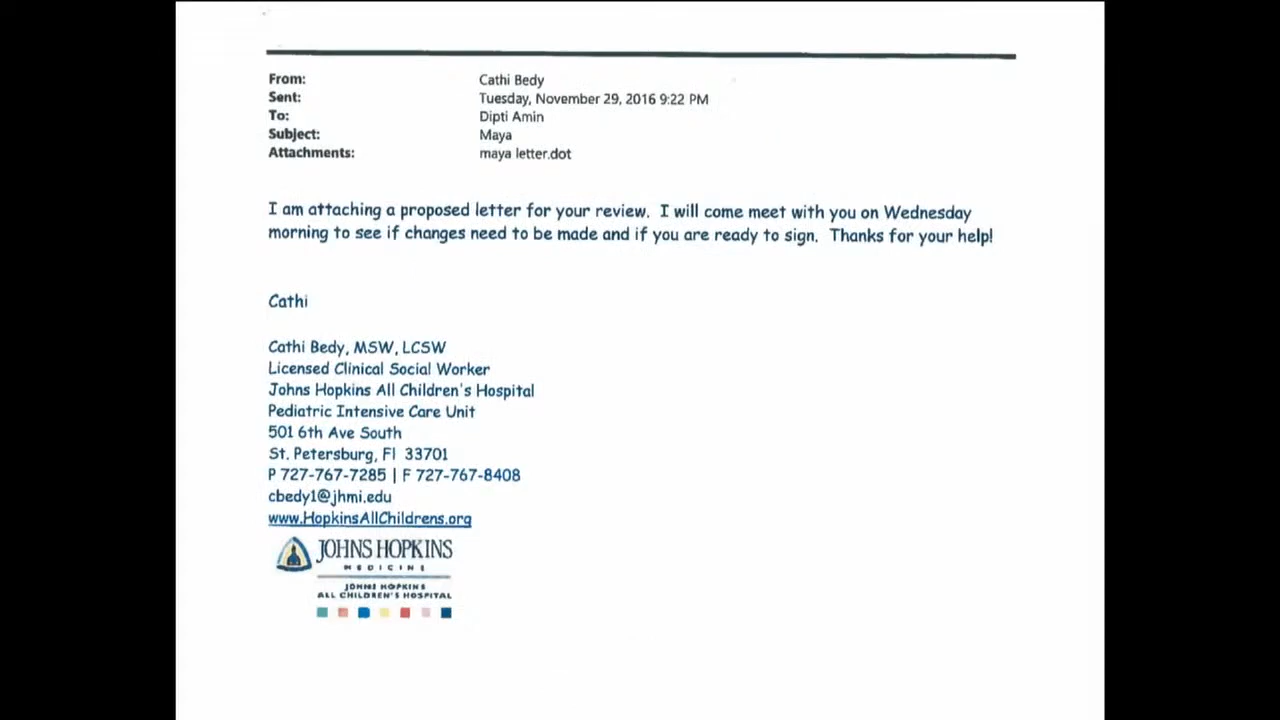 From: Cathi Bedy
Sent: Tuesday, November 29, 2016 9:22 PM
To: Dipti Amin
Subject: Maya
Attachments: maya letter.dot
I am attaching a proposed letter for your review. I will come meet with you on Wednesday
morning to see if changes need to be made and if you are ready to sign. Thanks for your help!
Cathi
Cathi Bedy, MSW, LCSW
Licensed Clinical Social Worker
Johns Hopkins All Children's Hospital
Pediatric Intensive Care Unit
501 6th Ave South
St. Petersburg, Fl 33701
P 727-767-7285 | F 727-767-8408
cbedy1@jhmi.edu
www.HopkinsAllChildrens.org
JOHNS HOPKINS
MEDICINE
JOHNS HOPKINS
ALL CHILDREN'S HOSPITAL